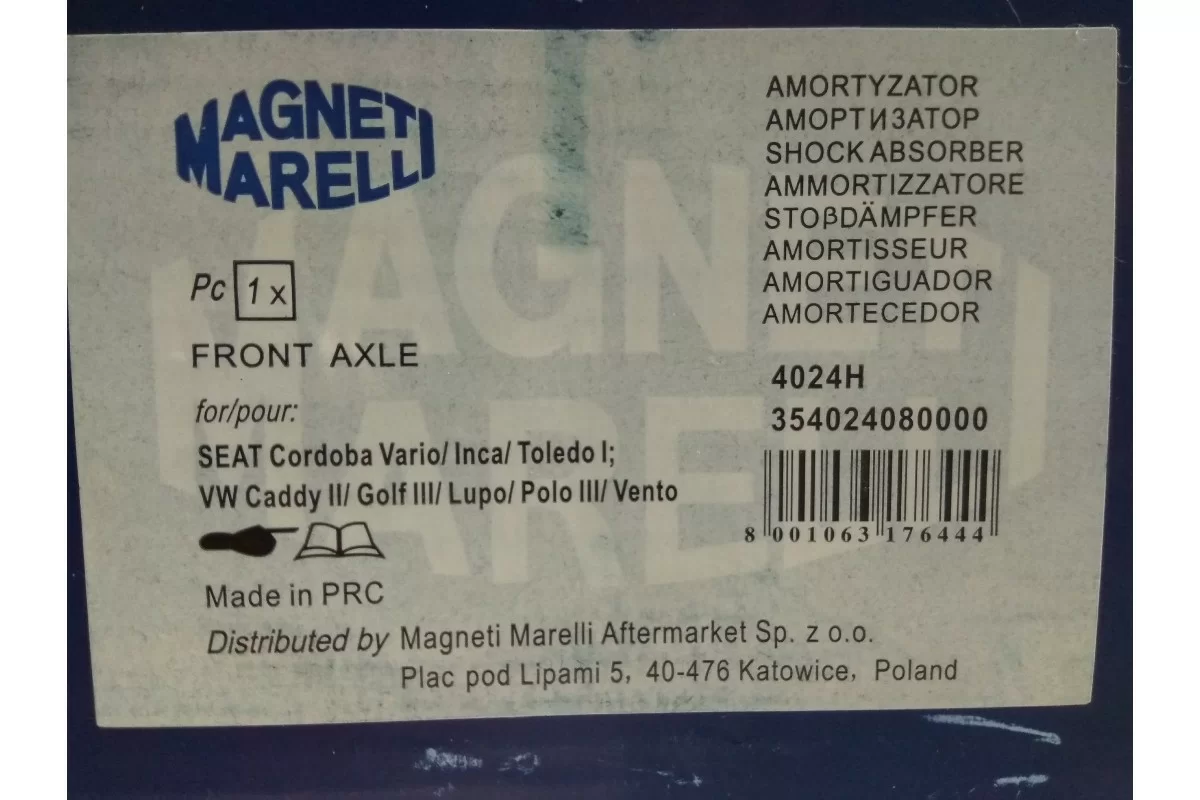 MAGNETI
MARELLI
Pc 1 x
FRONT AXLE
for/pour:
SEAT Cordoba Vario/ Inca/ Toledo I;
VW Caddy II/ Golf III/ Lupo/ Polo III/ Vento
Made in PRC
Distributed by Magneti Marelli Aftermarket Sp. z o.o.
Plac pod Lipami 5, 40-476 Katowice, Poland
AMORTYZATOR
АМОРТИЗАТОР
SHOCK ABSORBER
AMMORTIZZATORE
STOβDÄMPFER
AMORTISSEUR
AMORTIGUADOR
AMORTECEDOR
4024H
354024080000
8 001063 176444
MAGNETI
MARELLI